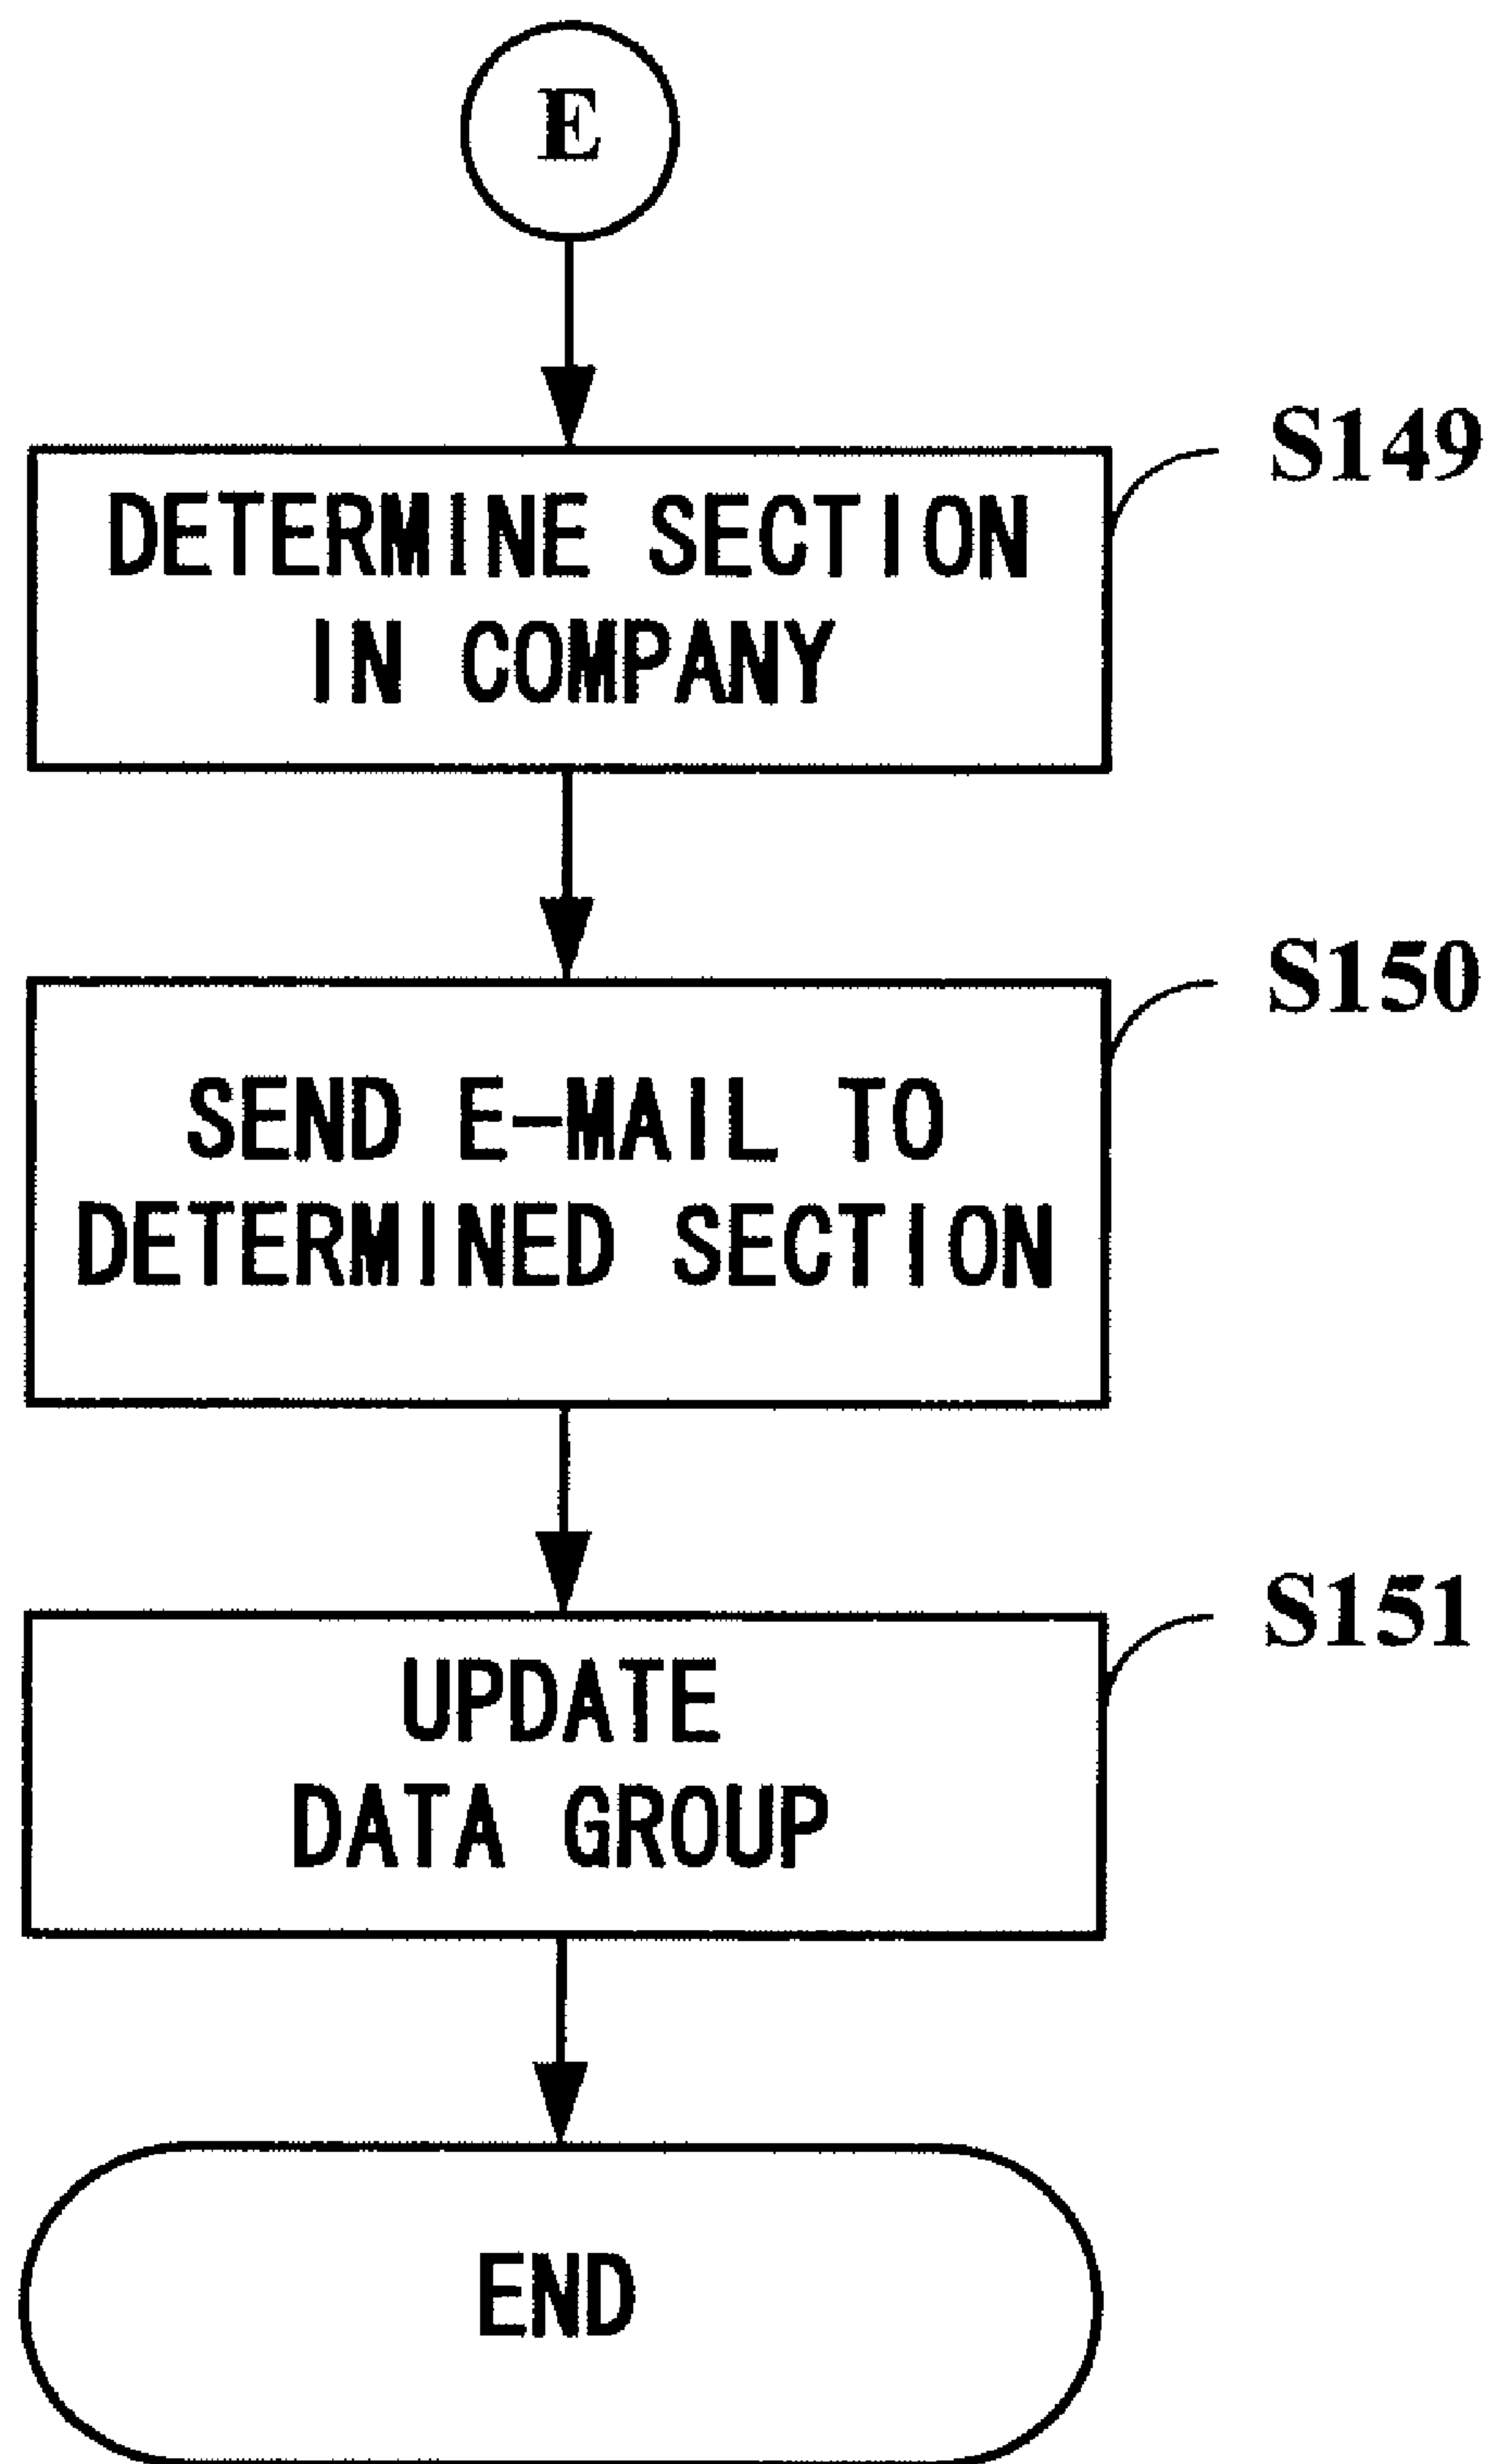 E
S149
DETERMINE SECTION
IN COMPANY
S150
SEND E-MAIL TO
DETERMINED SECTION
S151
UPDATE
DATA GROUP
END